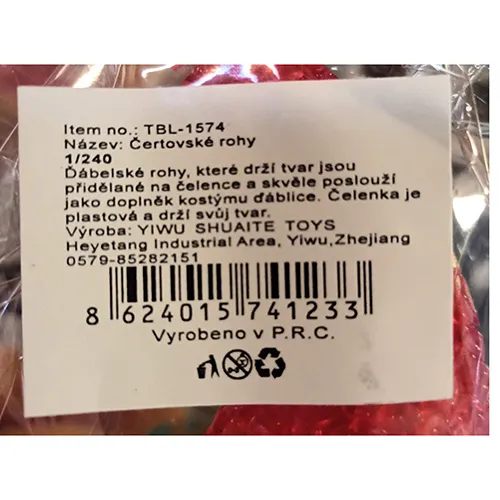 Item no.: TBL-1574
Název: Čertovské rohy
1/240
Ďábelské rohy, které drží tvar jsou
přidělané na čelence a skvěle poslouží
jako doplněk kostýmu ďáblice. Čelenka je
plastová a drží svůj tvar.
Výroba: YIWU SHUAITE TOYS
Heyetang Industrial Area, Yiwu,Zhejiang
0579-85282151
8 624015 741233
Vyrobeno v P.R.C.